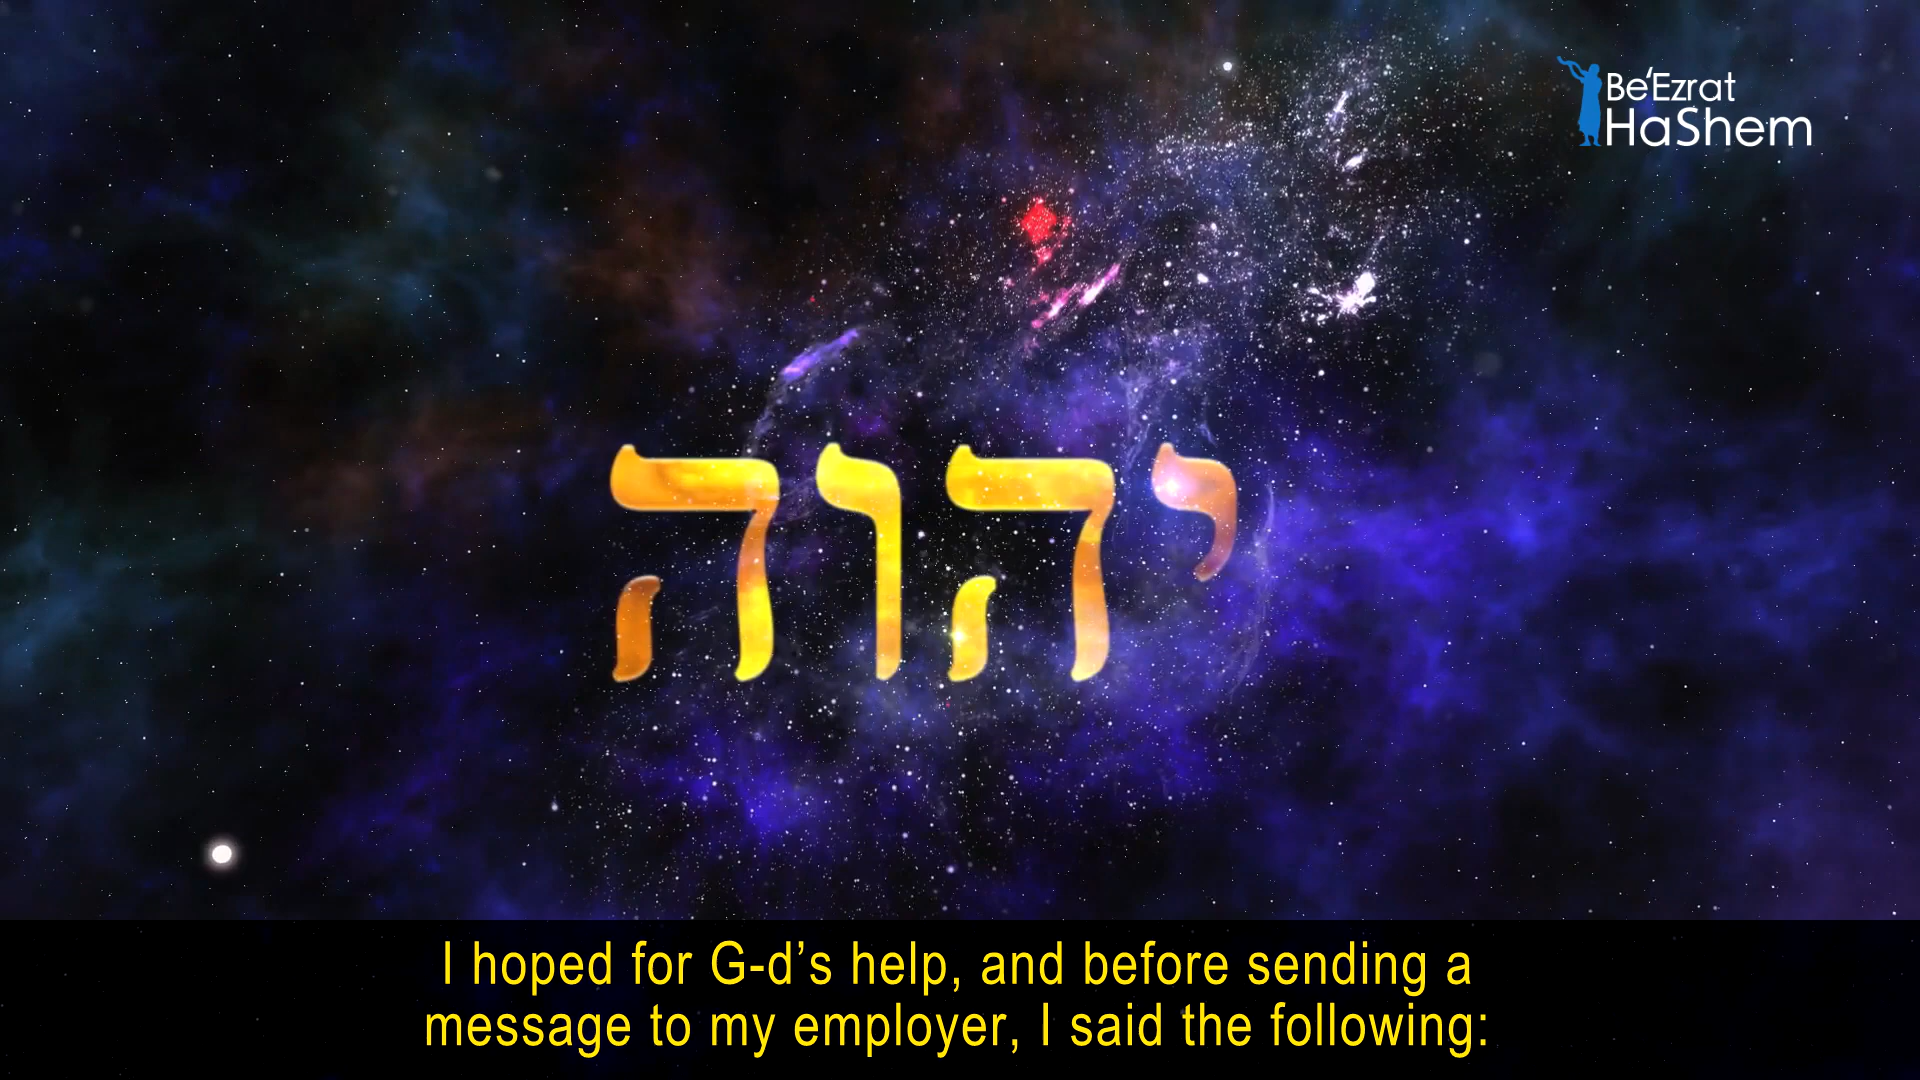 Be'Ezrat
HaShem
יהוה
I hoped for G-d’s help, and before sending a
message to my employer, I said the following: